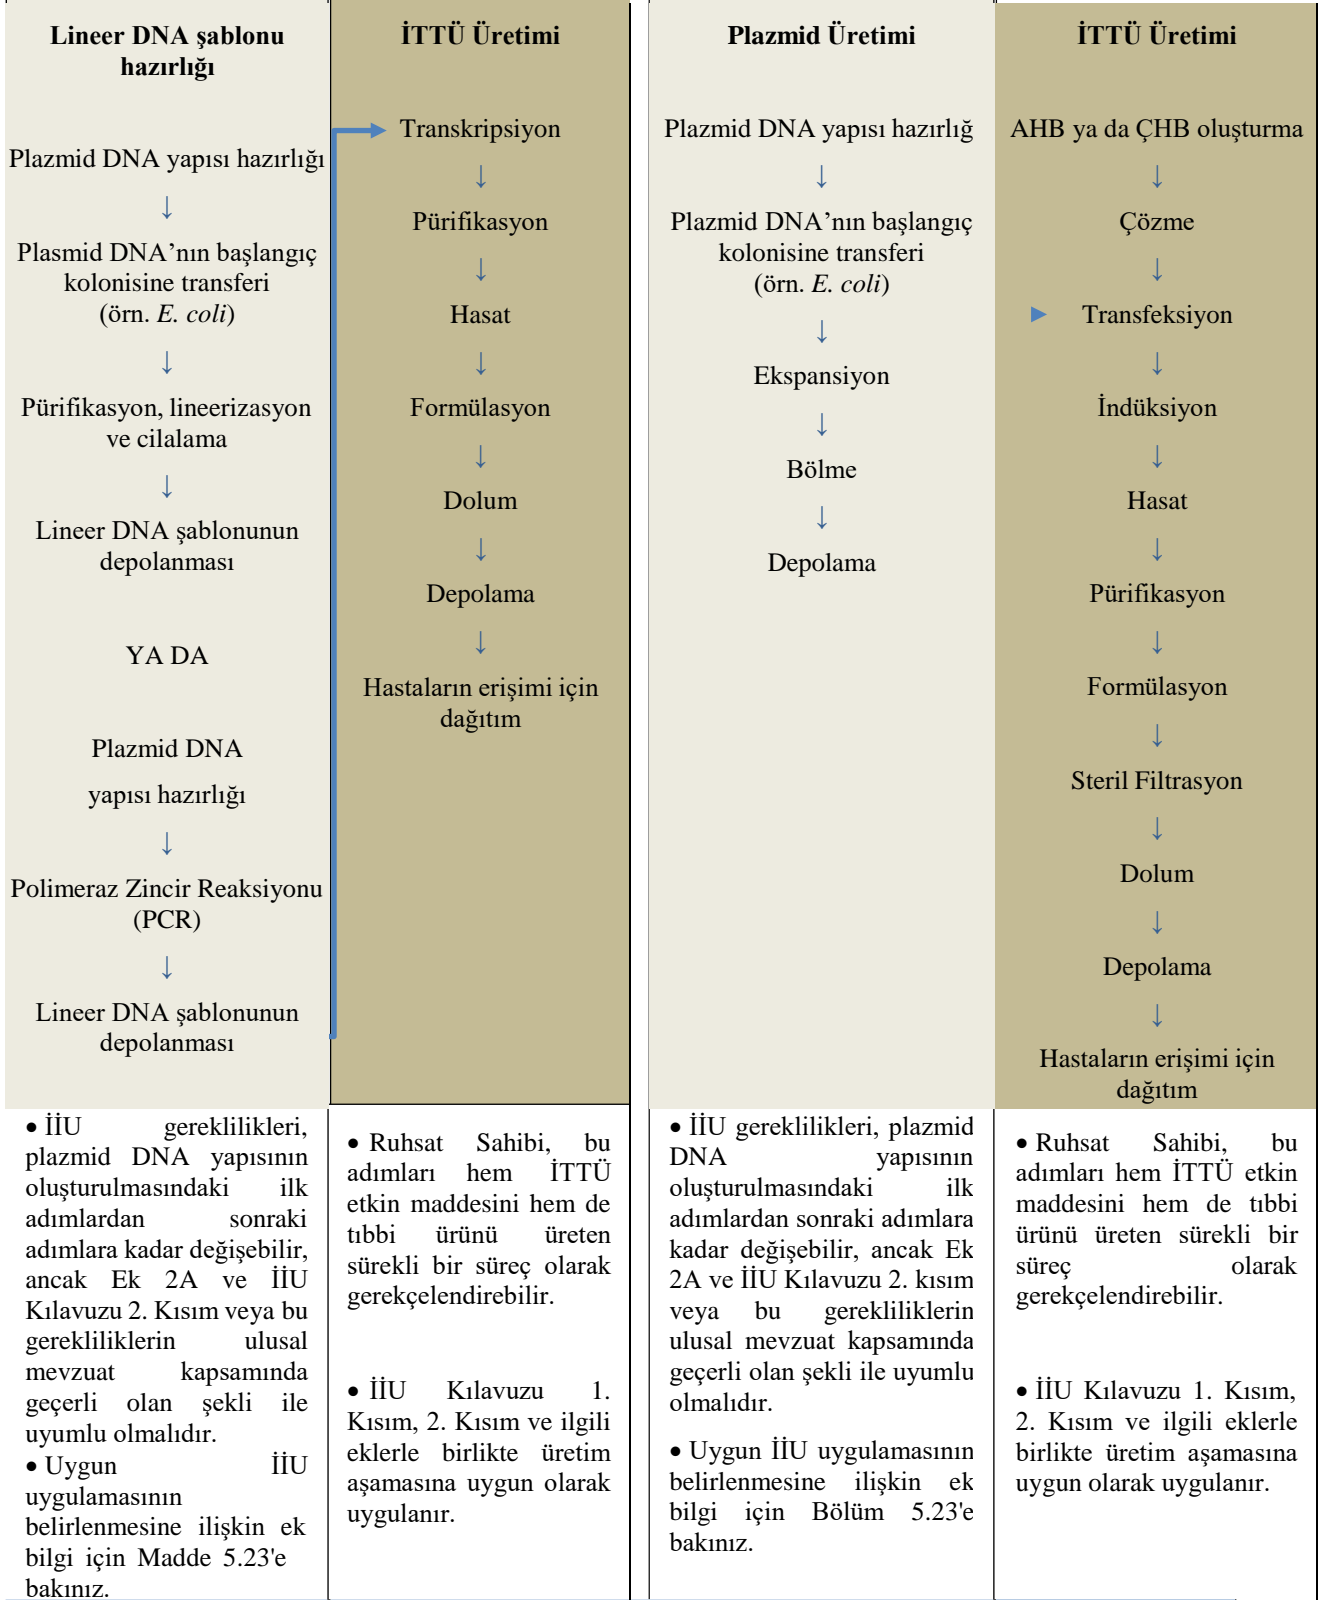 Lineer DNA şablonu
hazırlığı
Plazmid DNA yapısı hazırlığı
↓
Plasmid DNA’nın başlangıç
kolonisine transferi
(örn. E. coli)
↓
Pürifikasyon, lineerizasyon
ve cilalama
↓
Lineer DNA şablonunun
depolanması
YA DA
Plazmid DNA
yapısı hazırlığı
↓
Polimeraz Zincir Reaksiyonu
(PCR)
↓
Lineer DNA şablonunun
depolanması
• İİU gereklilikleri,
plazmid DNA yapısının
oluşturulmasındaki ilk
adımlardan sonraki
adımlara kadar değişebilir,
ancak Ek 2A ve İİU
Kılavuzu 2. Kısım veya bu
gerekliliklerin ulusal
mevzuat kapsamında
geçerli olan şekli ile
uyumlu olmalıdır.
• Uygun İİU
uygulamasının
belirlenmesine ilişkin ek
bilgi için Madde 5.23'e
bakınız.
İTTÜ Üretimi
Transkripsiyon
↓
Pürifikasyon
↓
Hasat
↓
Formülasyon
↓
Dolum
↓
Depolama
↓
Hastaların erişimi için
dağıtım
• Ruhsat Sahibi, bu
adımları hem İTTÜ
etkin maddesini hem de
tıbbi ürünü üreten
sürekli bir süreç olarak
gerekçelendirebilir.
• İİU Kılavuzu 1.
Kısım, 2. Kısım ve ilgili
eklerle birlikte üretim
aşamasına uygun olarak
uygulanır.
Plazmid Üretimi
Plazmid DNA yapısı hazırlığ
↓
Plazmid DNA’nın başlangıç
kolonisine transferi
(örn. E. coli)
↓
Ekspansiyon
↓
Bölme
↓
Depolama
• İİU gereklilikleri, plazmid
DNA yapısının
oluşturulmasındaki ilk
adımlardan sonraki adımlara
kadar değişebilir, ancak Ek
2A ve İİU Kılavuzu 2. kısım
veya bu gerekliliklerin
ulusal mevzuat kapsamında
geçerli olan şekli ile uyumlu
olmalıdır.
• Uygun İİU uygulamasının
belirlenmesine ilişkin ek
bilgi için Bölüm 5.23'e
bakınız.
İTTÜ Üretimi
AHB ya da ÇHB oluşturma
↓
Çözme
↓
Transfeksiyon
↓
İndüksiyon
↓
Hasat
↓
Pürifikasyon
↓
Formülasyon
↓
Steril Filtrasyon
↓
Dolum
↓
Depolama
↓
Hastaların erişimi için
dağıtım
• Ruhsat Sahibi, bu
adımları hem İTTÜ etkin
maddesini hem de tıbbi
ürünü üreten sürekli bir
süreç olarak
gerekçelendirebilir.
• İİU Kılavuzu 1. Kısım,
2. Kısım ve ilgili eklerle
birlikte üretim aşamasına
uygun olarak uygulanır.